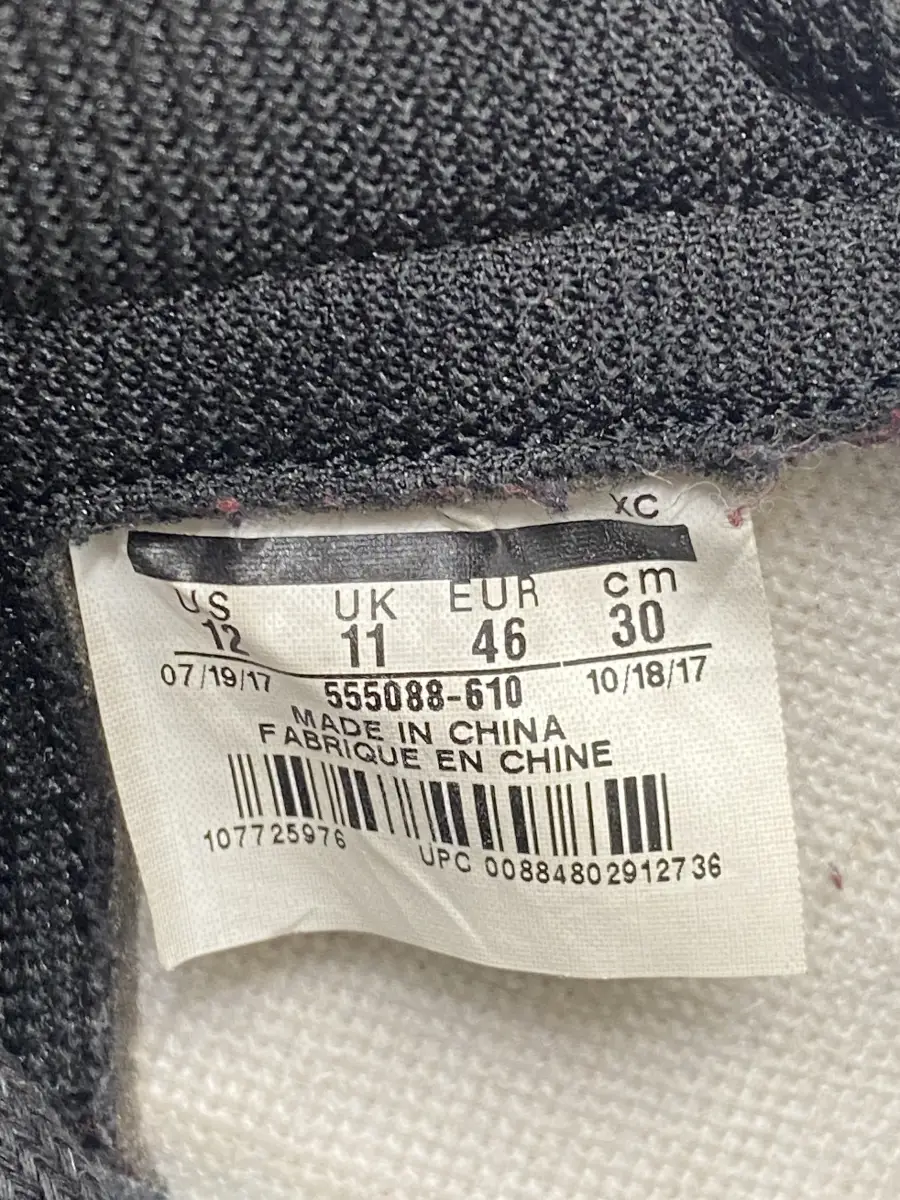 XC
US UK EUR cm
12 11 46 30
07/19/17 555088-610 10/18/17
MADE IN CHINA
FABRIQUE EN CHINE
107725976 UPC 00884802912736